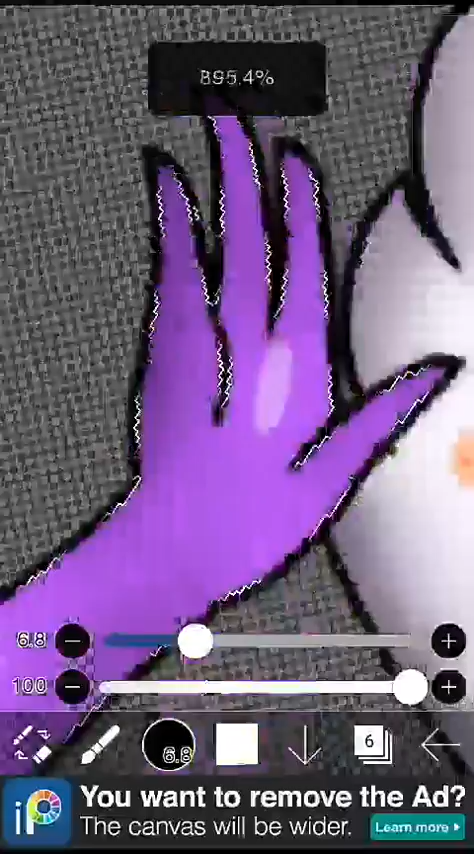 895.4%
6.8
100
6.8
6
iP
You want to remove the Ad?
The canvas will be wider.
Learn more